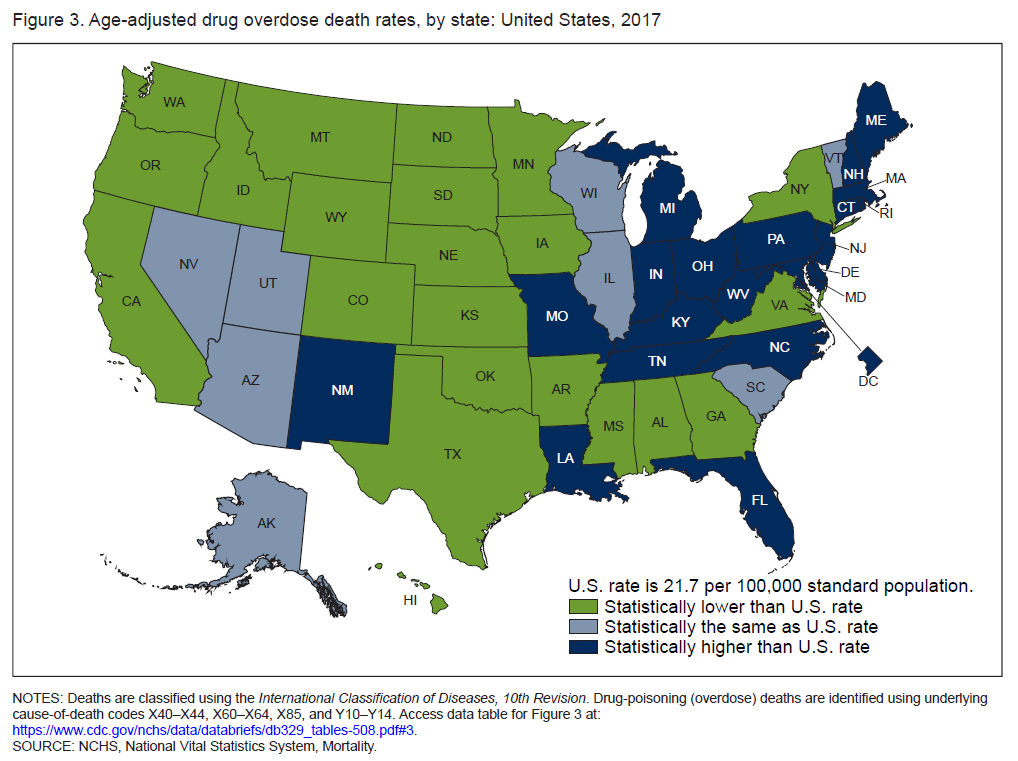 Figure 3. Age-adjusted drug overdose death rates, by state: United States, 2017
WA
MT
ND
MN
ME
OR
ID
SD
WI
VT
NH
MA
WY
MI
NY
CT
RI
IA
NE
PA
NJ
NV
UT
CO
IL
IN
OH
DE
MD
CA
KS
MO
WV
VA
KY
NC
DC
AZ
NM
OK
AR
TN
SC
MS
AL
GA
TX
LA
FL
AK
HI
U.S. rate is 21.7 per 100,000 standard population.
Statistically lower than U.S. rate
Statistically the same as U.S. rate
Statistically higher than U.S. rate
NOTES: Deaths are classified using the International Classification of Diseases, 10th Revision. Drug-poisoning (overdose) deaths are identified using underlying
cause-of-death codes X40–X44, X60–X64, X85, and Y10–Y14. Access data table for Figure 3 at:
https://www.cdc.gov/nchs/data/databriefs/db329_tables-508.pdf#3.
SOURCE: NCHS, National Vital Statistics System, Mortality.